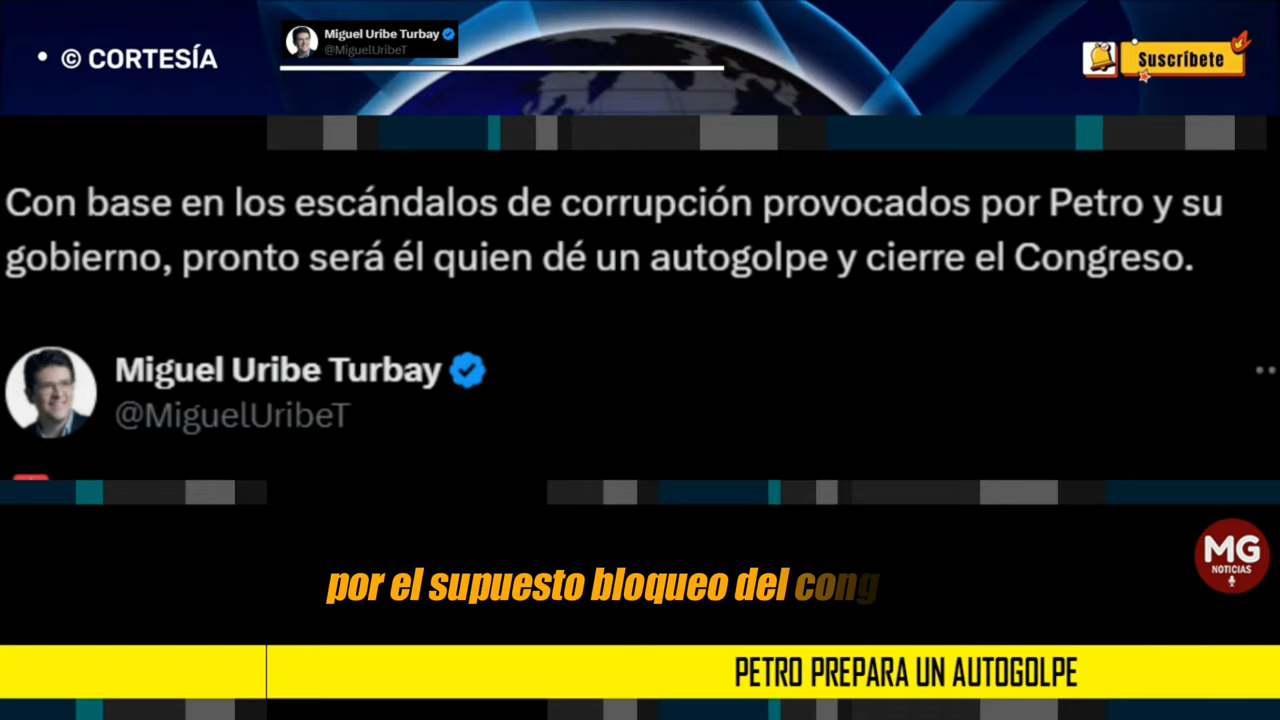 • © CORTESÍA
Miguel Uribe Turbay
@MiguelUribeT
Suscríbete
Con base en los escándalos de corrupción provocados por Petro y su
gobierno, pronto será él quien dé un autogolpe y cierre el Congreso.
Miguel Uribe Turbay
@MiguelUribeT
por el supuesto bloqueo del cong
MG
NOTICIAS
PETRO PREPARA UN AUTOGOLPE